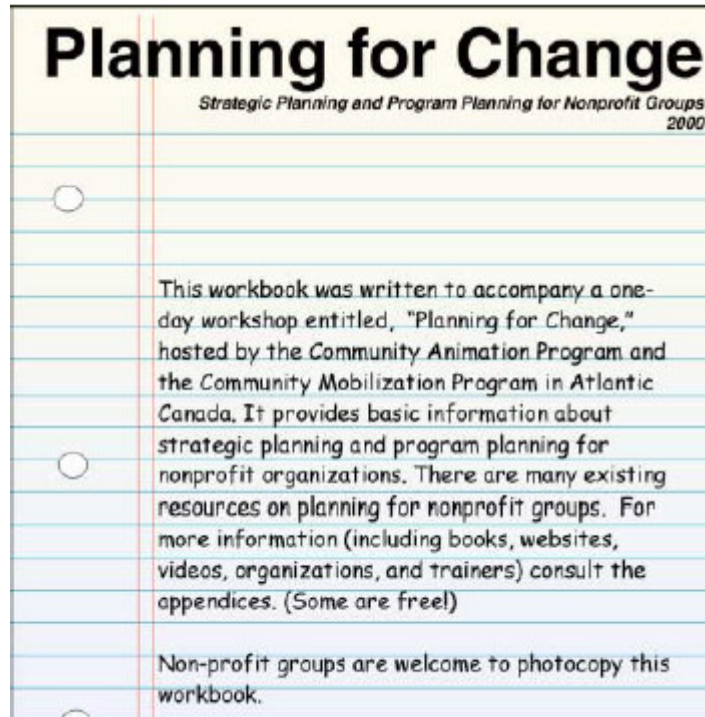 Planning for Change
Strategic Planning and Program Planning for Nonprofit Groups
2000
This workbook was written to accompany a one-
day workshop entitled, "Planning for Change,"
hosted by the Community Animation Program and
the Community Mobilization Program in Atlantic
Canada. It provides basic information about
strategic planning and program planning for
nonprofit organizations. There are many existing
resources on planning for nonprofit groups. For
more information (including books, websites,
videos, organizations, and trainers) consult the
appendices. (Some are free!)
Non-profit groups are welcome to photocopy this
workbook.